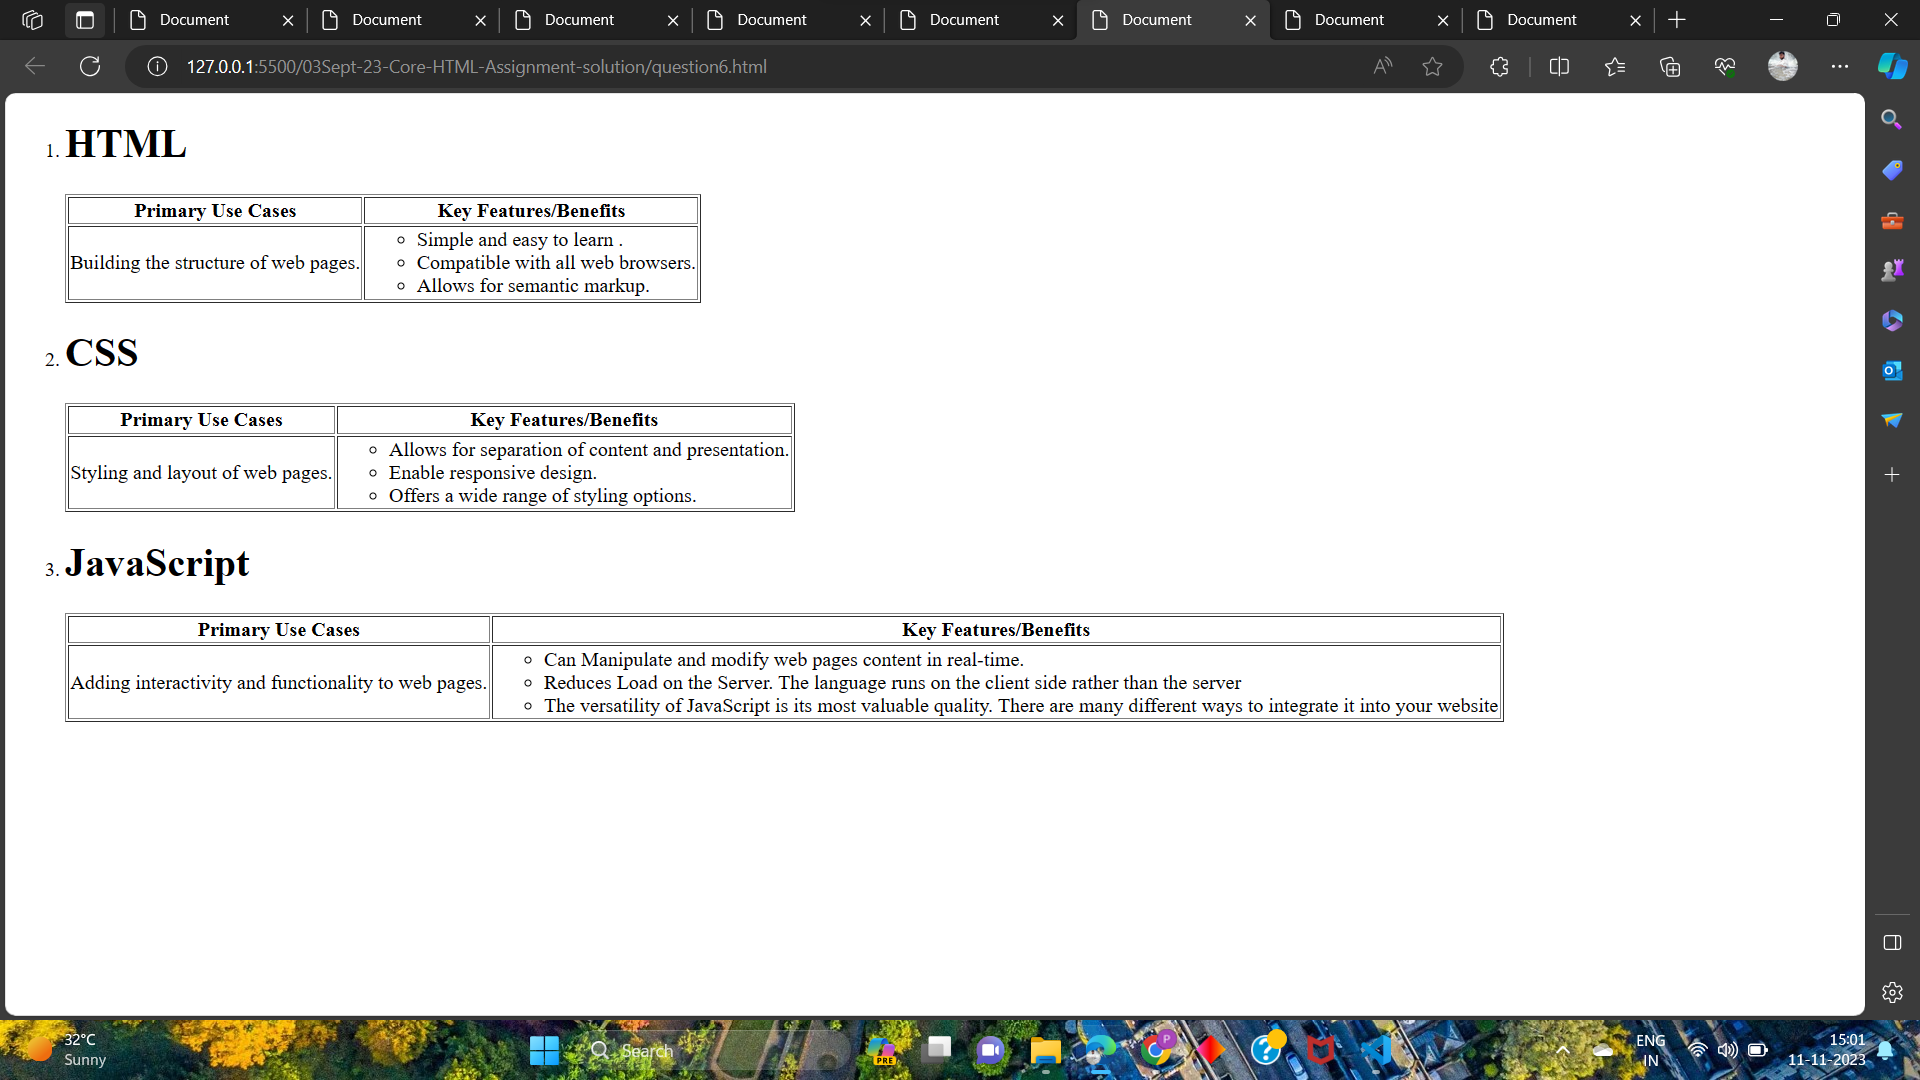 Document Document Document Document Document Document Document Document
127.0.0.1:5500/03Sept-23-Core-HTML-Assignment-solution/question6.html
1. HTML
Primary Use Cases Key Features/Benefits
Building the structure of web pages.
Simple and easy to learn .
Compatible with all web browsers.
Allows for semantic markup.
2. CSS
Primary Use Cases Key Features/Benefits
Styling and layout of web pages.
Allows for separation of content and presentation.
Enable responsive design.
Offers a wide range of styling options.
3. JavaScript
Primary Use Cases Key Features/Benefits
Adding interactivity and functionality to web pages.
Can Manipulate and modify web pages content in real-time.
Reduces Load on the Server. The language runs on the client side rather than the server
The versatility of JavaScript is its most valuable quality. There are many different ways to integrate it into your website
32°C
Sunny
Search
PRE
P
ENG
IN
15:01
11-11-2023